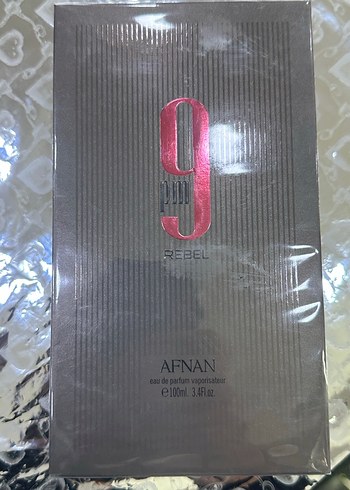 9
pm
REBEL
AFNAN
eau de parfum vaporisateur
℮100ml. 3.4Fl.oz